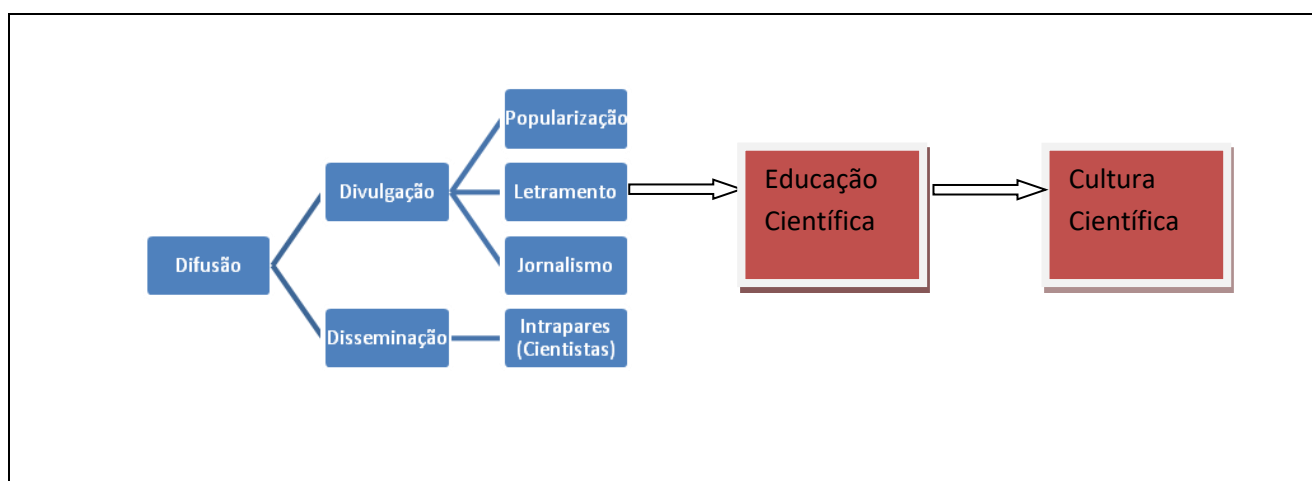 Difusão
Divulgação
Popularização
Letramento
Jornalismo
Disseminação
Intrapares
(Cientistas)
Educação
Científica
Cultura
Científica